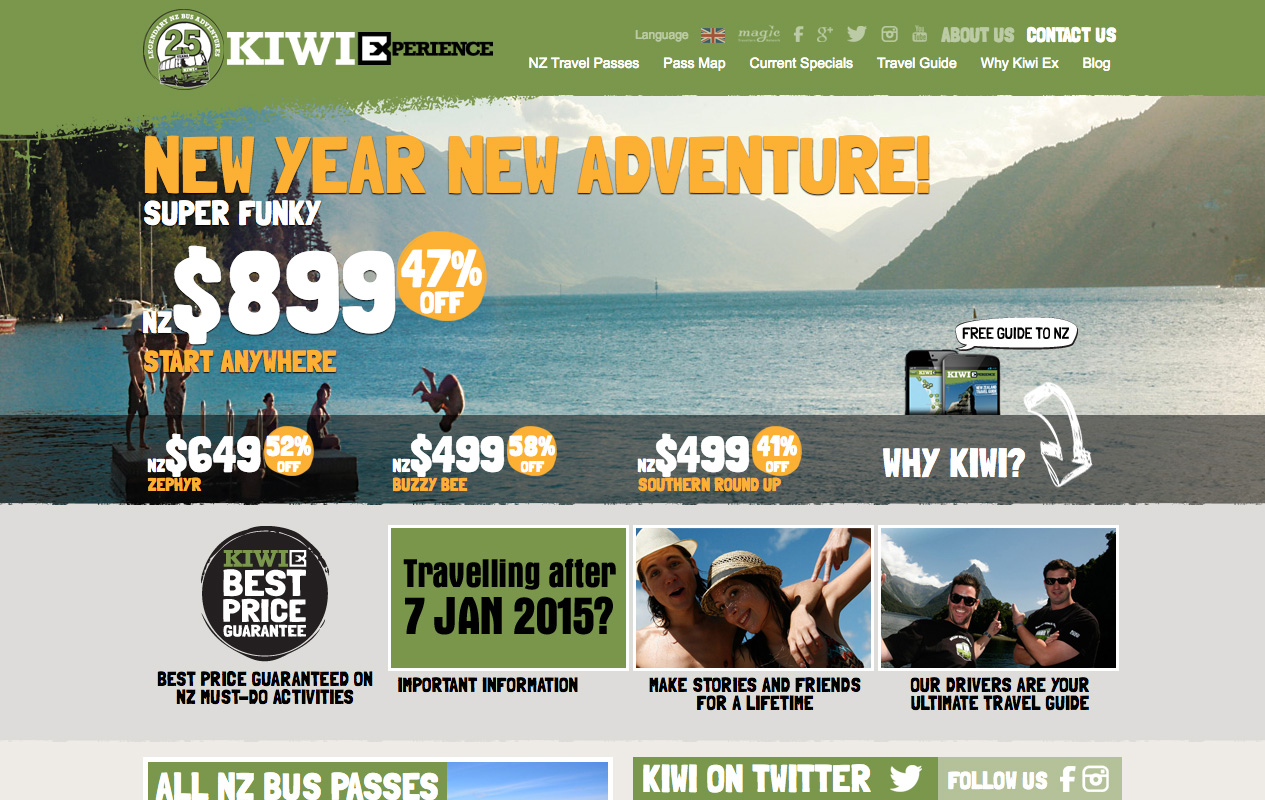 LEGENDARY NZ BUS ADVENTURES
25
KIWI EXPERIENCE
Language
magic
ABOUT US
CONTACT US
NZ Travel Passes
Pass Map
Current Specials
Travel Guide
Why Kiwi Ex
Blog
NEW YEAR NEW ADVENTURE!
SUPER FUNKY
NZ$899
47%
OFF
START ANYWHERE
FREE GUIDE TO NZ
NZ$649
52%
OFF
ZEPHYR
NZ$499
58%
OFF
BUZZY BEE
NZ$499
41%
OFF
SOUTHERN ROUND UP
WHY KIWI?
KIWI EX
BEST
PRICE
GUARANTEE
BEST PRICE GUARANTEED ON
NZ MUST-DO ACTIVITIES
Travelling after
7 JAN 2015?
IMPORTANT INFORMATION
MAKE STORIES AND FRIENDS
FOR A LIFETIME
OUR DRIVERS ARE YOUR
ULTIMATE TRAVEL GUIDE
ALL NZ BUS PASSES
KIWI ON TWITTER
FOLLOW US